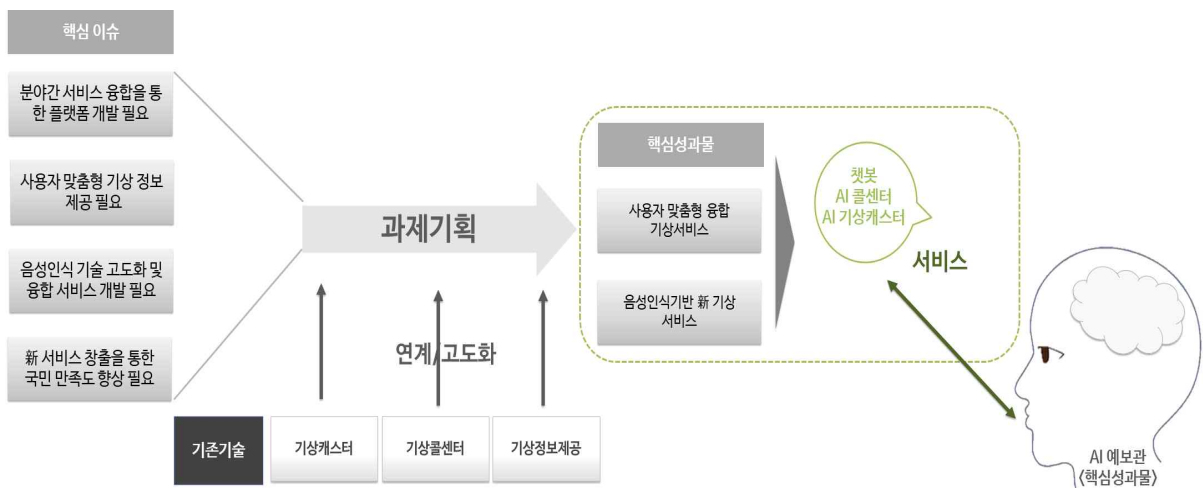 핵심 이슈
분야간 서비스 융합을 통
한 플랫폼 개발 필요
사용자 맞춤형 기상 정보
제공 필요
음성인식 기술 고도화 및
융합 서비스 개발 필요
新 서비스 창출을 통한
국민 만족도 향상 필요
과제기획
연계/고도화
기존기술
기상캐스터
기상콜센터
기상정보제공
핵심성과물
사용자 맞춤형 융합
기상서비스
음성인식기반 新 기상
서비스
챗봇
AI 콜센터
AI 기상캐스터
서비스
AI 예보관
〈핵심성과물〉